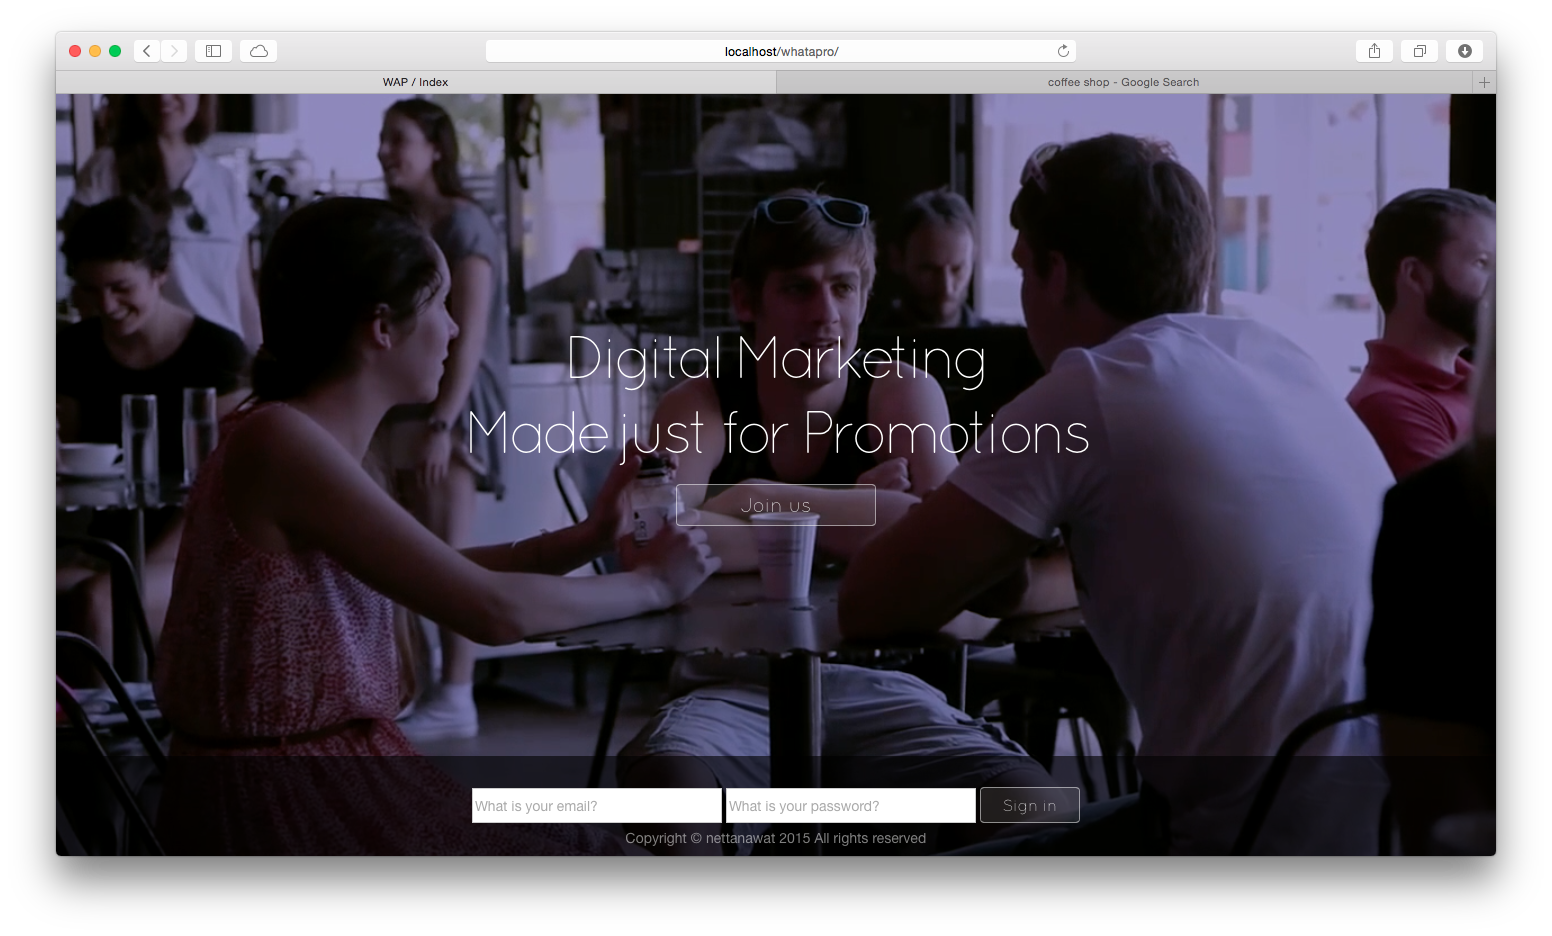 localhost/whatapro/
WAP / Index
coffee shop - Google Search
Digital Marketing
Made just for Promotions
Join us
What is your email?
What is your password?
Sign in
Copyright © nettanawat 2015 All rights reserved